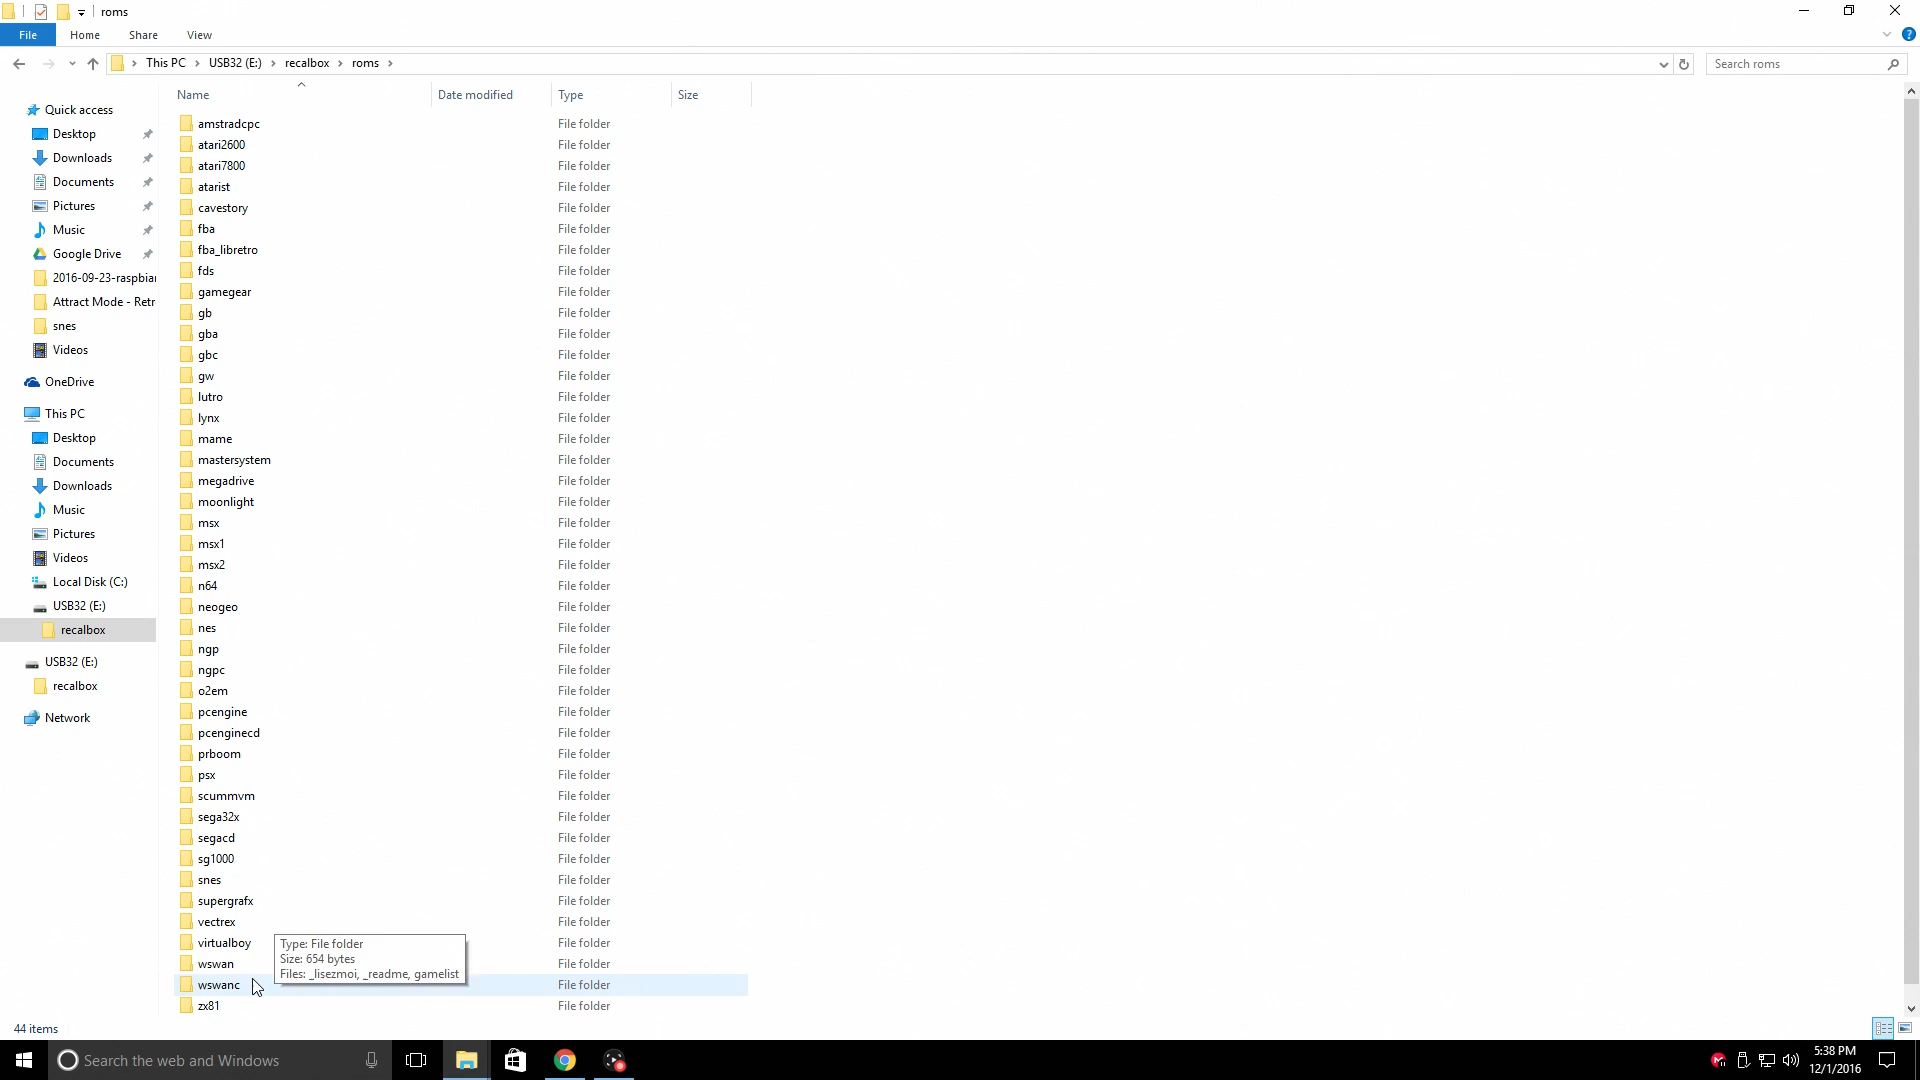 roms
File Home Share View
This PC USB32 (E:) recalbox roms
Search roms
Name Date modified Type Size
Quick access
Desktop
Downloads
Documents
Pictures
Music
Google Drive
2016-09-23-raspbian
Attract Mode - Retr
snes
Videos
OneDrive
This PC
Desktop
Documents
Downloads
Music
Pictures
Videos
Local Disk (C:)
USB32 (E:)
recalbox
USB32 (E:)
recalbox
Network
amstradcpc File folder
atari2600 File folder
atari7800 File folder
atarist File folder
cavestory File folder
fba File folder
fba_libretro File folder
fds File folder
gamegear File folder
gb File folder
gba File folder
gbc File folder
gw File folder
lutro File folder
lynx File folder
mame File folder
mastersystem File folder
megadrive File folder
moonlight File folder
msx File folder
msx1 File folder
msx2 File folder
n64 File folder
neogeo File folder
nes File folder
ngp File folder
ngpc File folder
o2em File folder
pcengine File folder
pcenginecd File folder
prboom File folder
psx File folder
scummvm File folder
sega32x File folder
segacd File folder
sg1000 File folder
snes File folder
supergrafx File folder
vectrex File folder
virtualboy File folder
wswan File folder
wswanc File folder
zx81 File folder
Type: File folder
Size: 654 bytes
Files: _lisezmoi, _readme, gamelist
44 items
Search the web and Windows
5:38 PM
12/1/2016